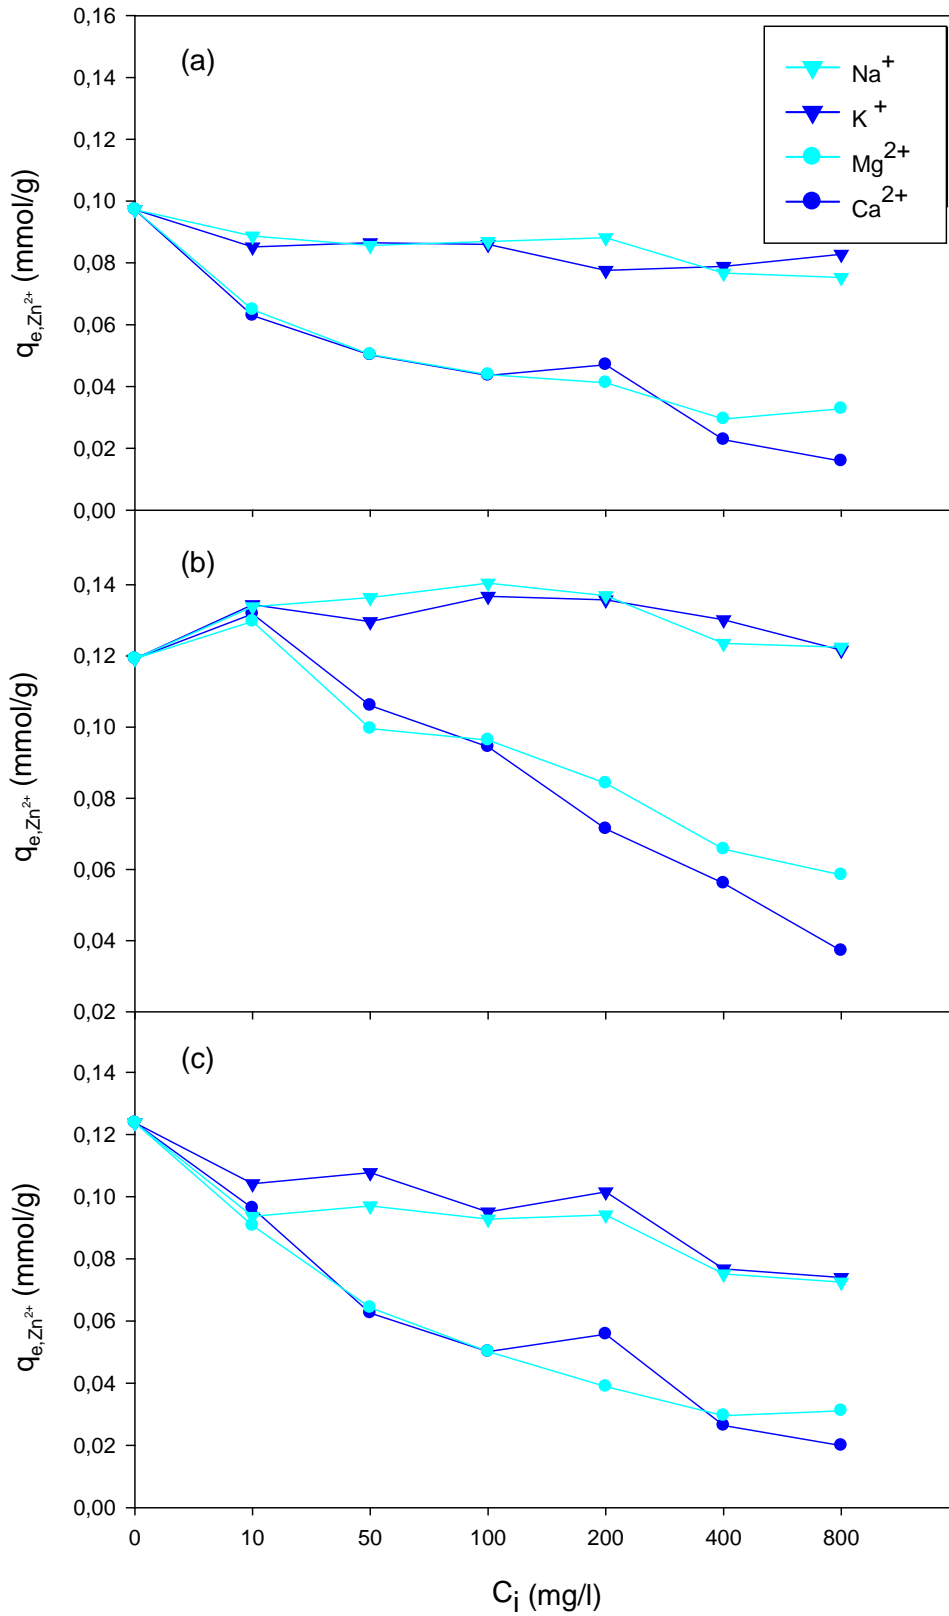 0,16
(a)
0,14
0,12
0,10
0,08
0,06
0,04
0,02
0,00
qe,Zn2+ (mmol/g)
Na+
K+
Mg2+
Ca2+
(b)
0,14
0,12
0,10
0,08
0,06
0,04
0,02
qe,Zn2+ (mmol/g)
(c)
0,14
0,12
0,10
0,08
0,06
0,04
0,02
0,00
qe,Zn2+ (mmol/g)
0 10 50 100 200 400 800
Ci (mg/l)